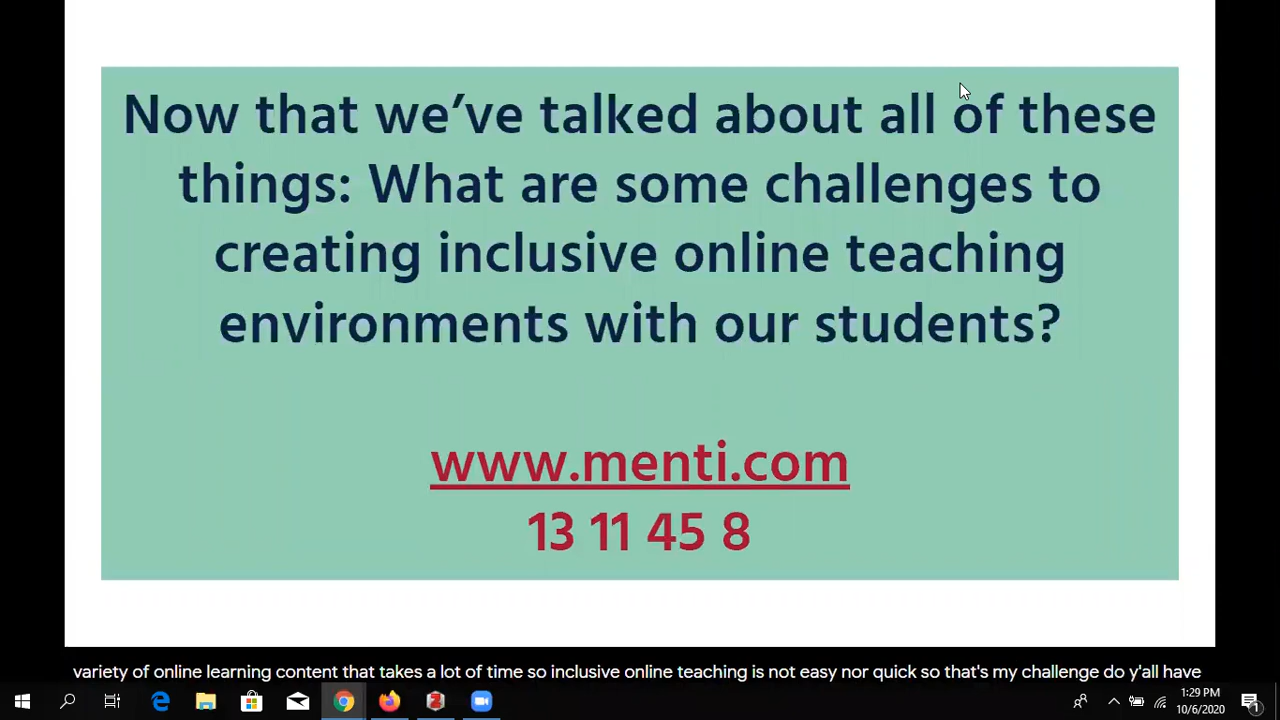 Now that we’ve talked about all of these
things: What are some challenges to
creating inclusive online teaching
environments with our students?
www.menti.com
13 11 45 8
variety of online learning content that takes a lot of time so inclusive online teaching is not easy nor quick so that's my challenge do y'all have
1:29 PM
10/6/2020